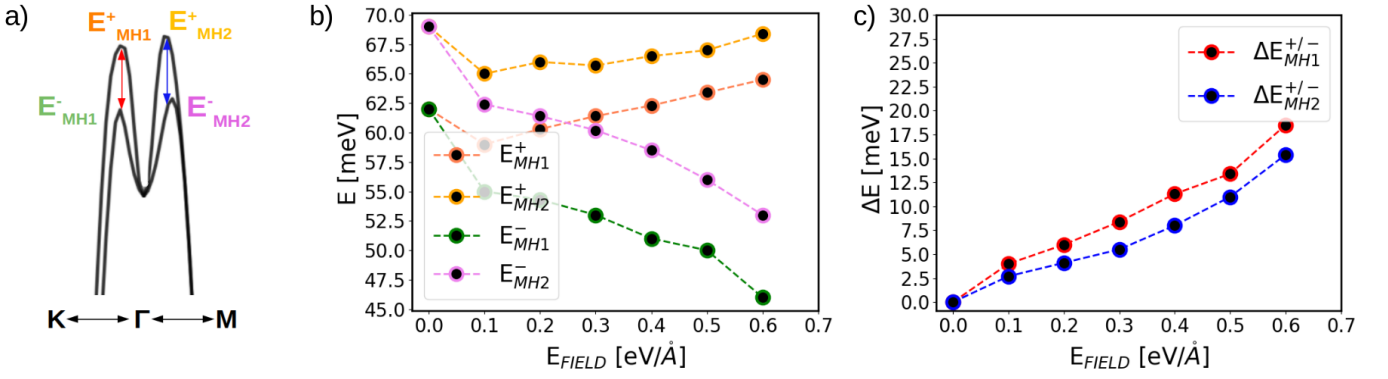 a)
E⁺MH1
E⁺MH2
E⁻MH1
E⁻MH2
K Γ M
b)
70.0
67.5
65.0
62.5
60.0
57.5
55.0
52.5
50.0
47.5
45.0
E [meV]
E⁺MH1
E⁺MH2
E⁻MH1
E⁻MH2
0.0 0.1 0.2 0.3 0.4 0.5 0.6 0.7
E_FIELD [eV/Å]
c)
30.0
27.5
25.0
22.5
20.0
17.5
15.0
12.5
10.0
7.5
5.0
2.5
0.0
ΔE [meV]
ΔE⁺/⁻MH1
ΔE⁺/⁻MH2
0.0 0.1 0.2 0.3 0.4 0.5 0.6 0.7
E_FIELD [eV/Å]